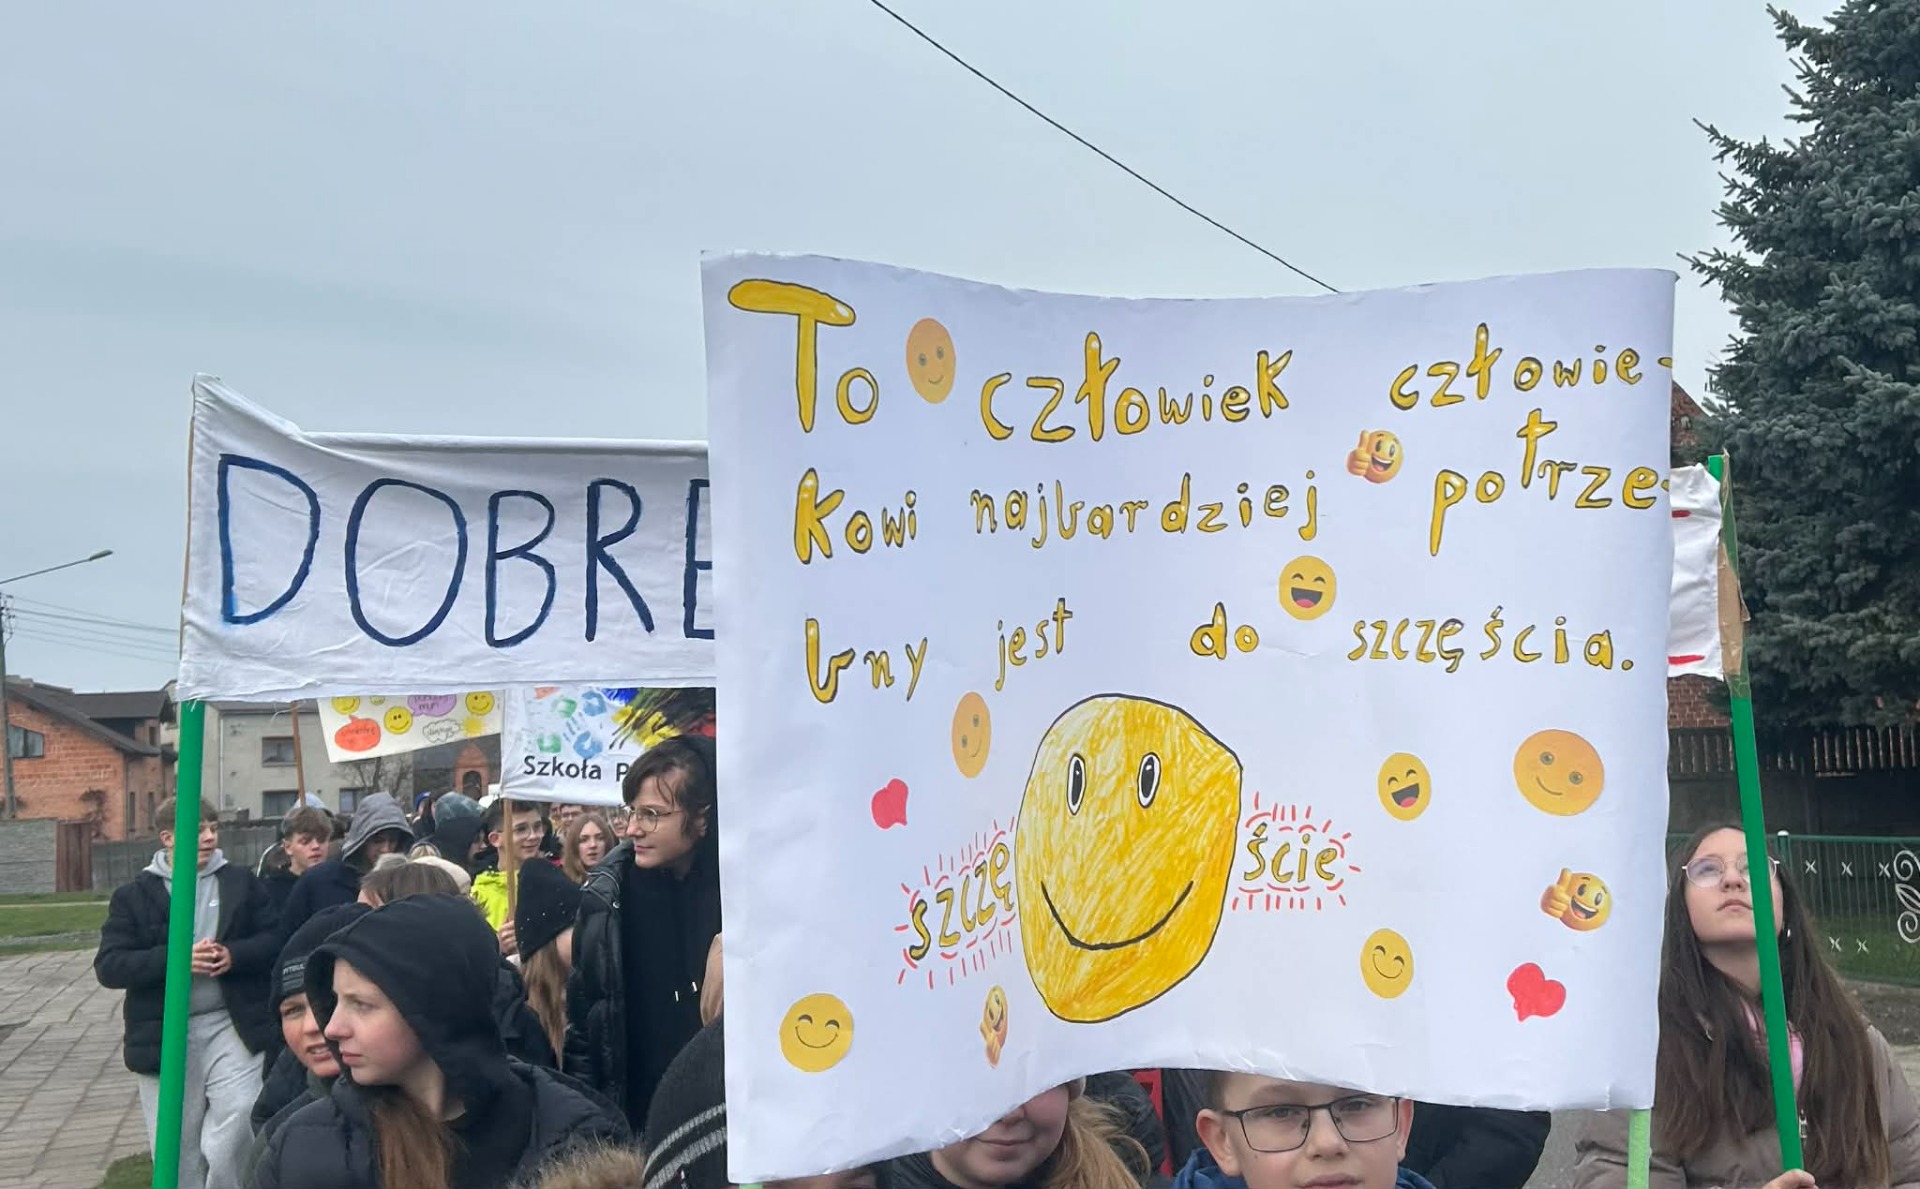 To człowiek człowie-
kowi najbardziej potrze-
bny jest do szczęścia.
szczę ście
DOBRE
Szkoła P